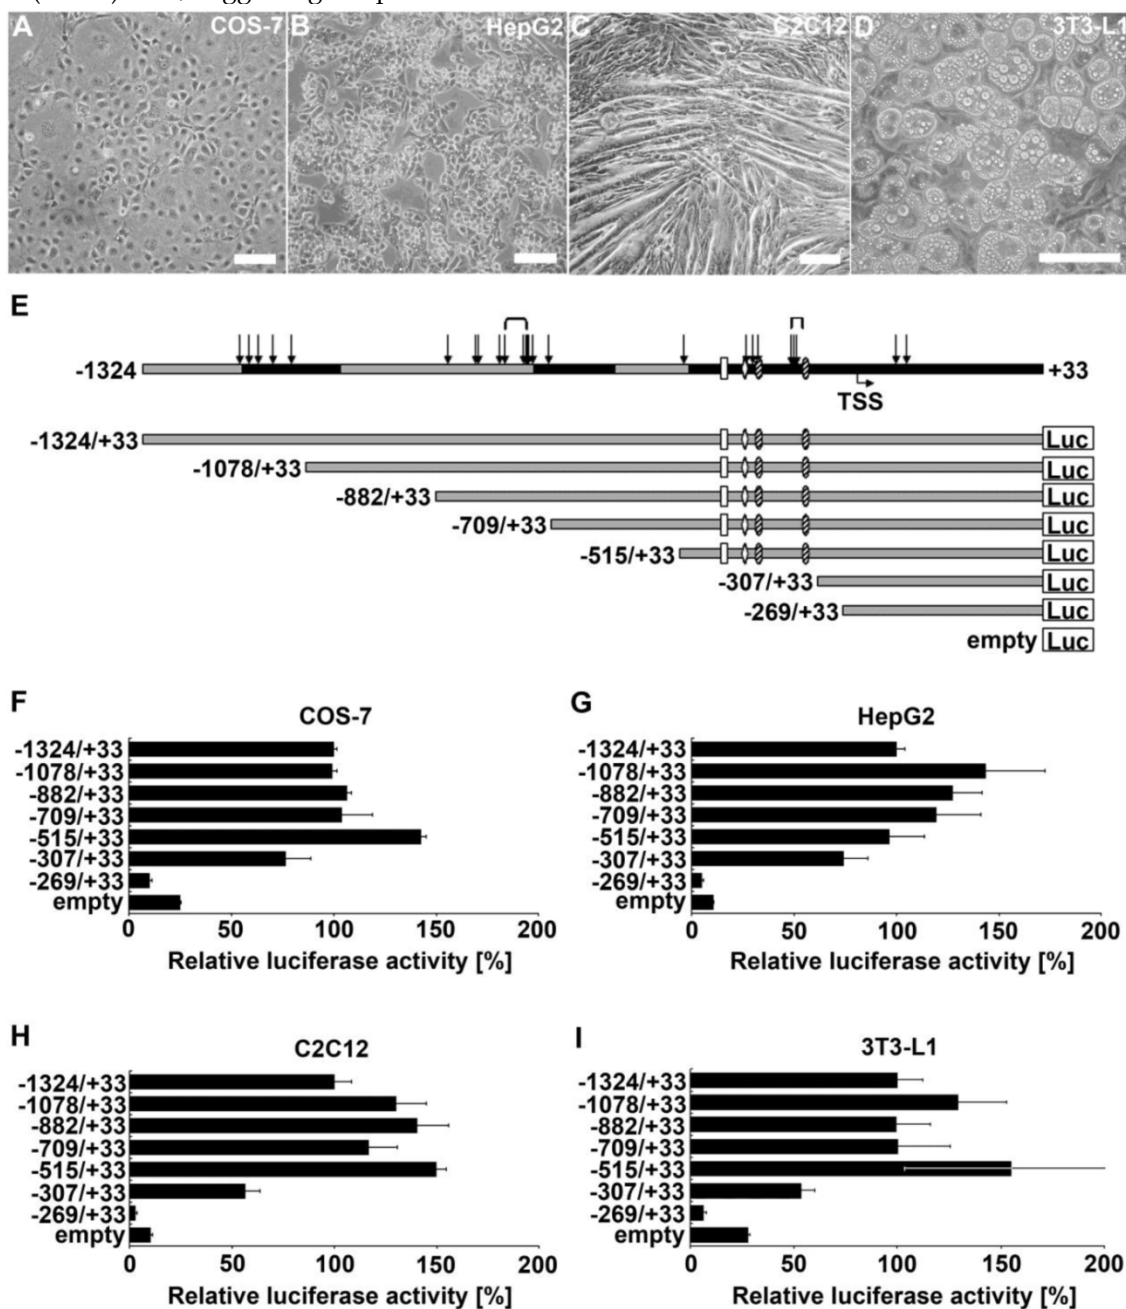 A COS-7 B HepG2 C C2C12 D 3T3-L1
E
-1324 +33
TSS
-1324/+33 Luc
-1078/+33 Luc
-882/+33 Luc
-709/+33 Luc
-515/+33 Luc
-307/+33 Luc
-269/+33 Luc
empty Luc
F COS-7
-1324/+33
-1078/+33
-882/+33
-709/+33
-515/+33
-307/+33
-269/+33
empty
0 50 100 150 200
Relative luciferase activity [%]
G HepG2
-1324/+33
-1078/+33
-882/+33
-709/+33
-515/+33
-307/+33
-269/+33
empty
0 50 100 150 200
Relative luciferase activity [%]
H C2C12
-1324/+33
-1078/+33
-882/+33
-709/+33
-515/+33
-307/+33
-269/+33
empty
0 50 100 150 200
Relative luciferase activity [%]
I 3T3-L1
-1324/+33
-1078/+33
-882/+33
-709/+33
-515/+33
-307/+33
-269/+33
empty
0 50 100 150 200
Relative luciferase activity [%]